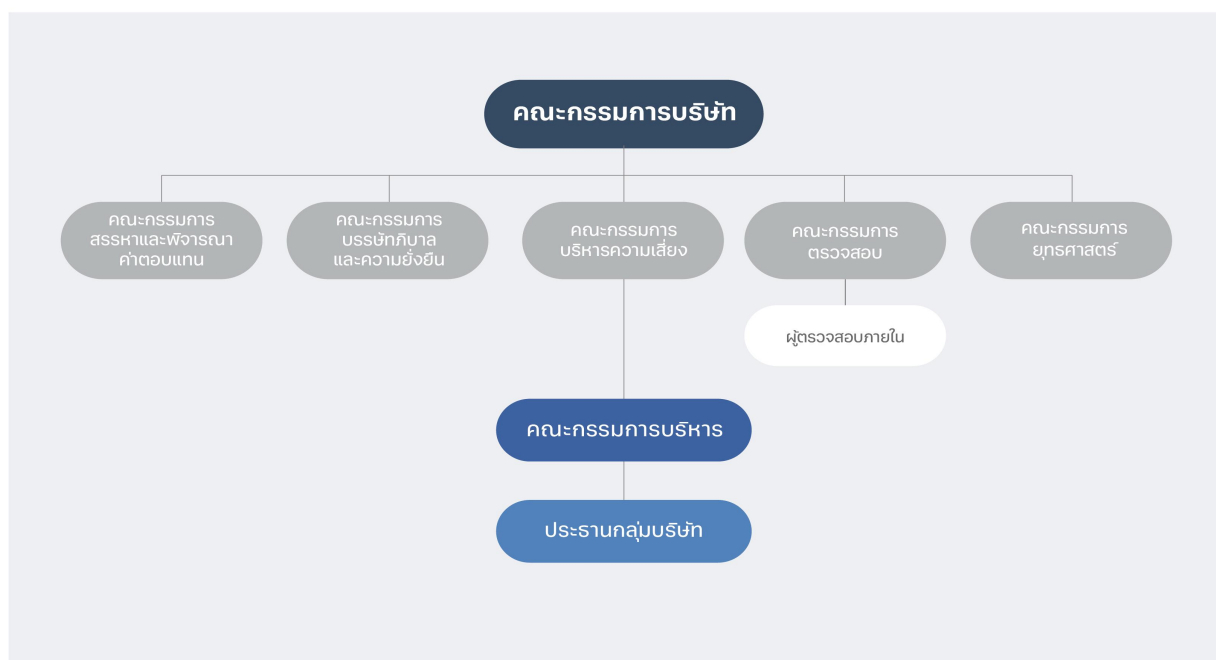 คณะกรรมการบริษัท
คณะกรรมการ
สรรหาและพิจารณา
ค่าตอบแทน
คณะกรรมการ
บรรษัทภิบาล
และความยั่งยืน
คณะกรรมการ
บริหารความเสี่ยง
คณะกรรมการ
ตรวจสอบ
คณะกรรมการ
ยุทธศาสตร์
ผู้ตรวจสอบภายใน
คณะกรรมการบริหาร
ประธานกลุ่มบริษัท